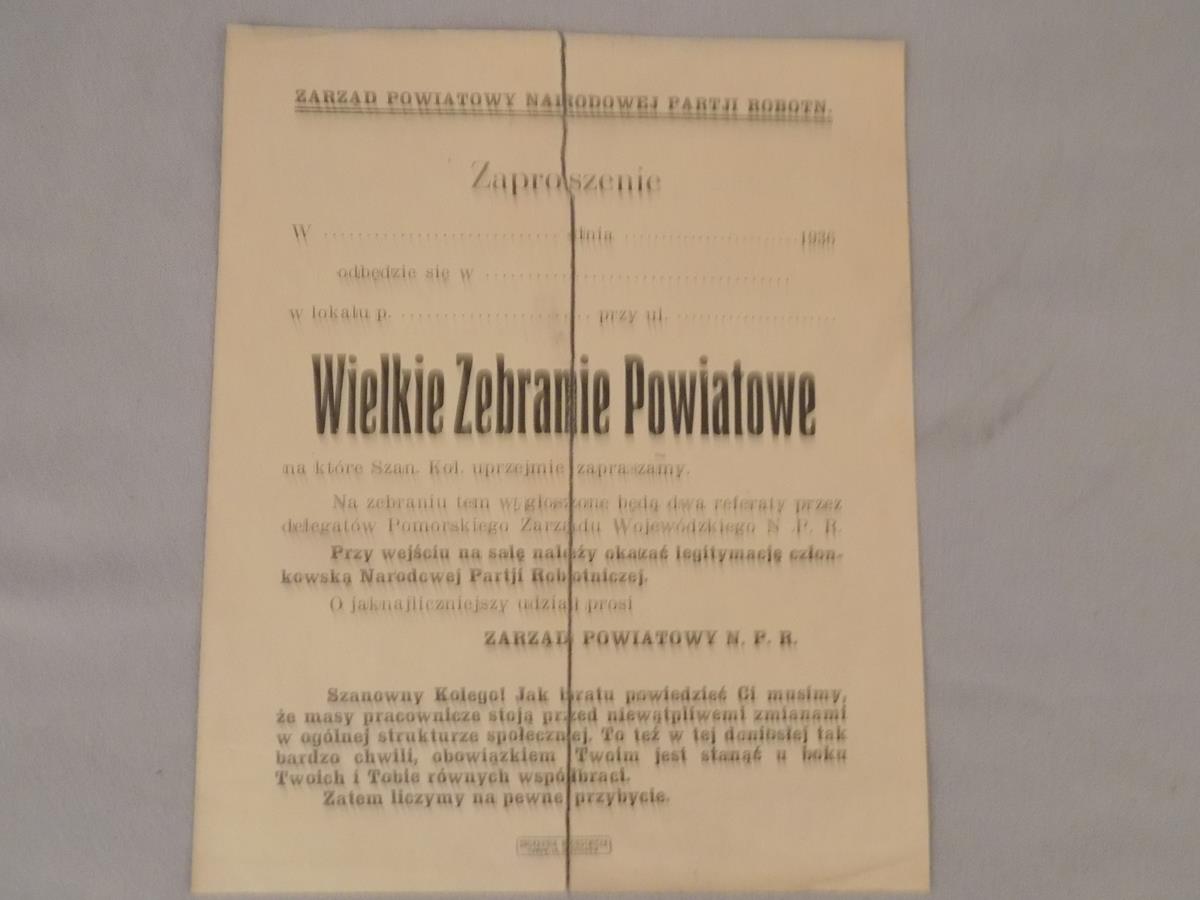 ZARZĄD POWIATOWY NARODOWEJ PARTJI ROBOTN.
Zaproszenie
W .............................. dnia ...................... 1936
odbędzie się w ........................................
w lokalu p. ......................... przy ul. .....................
Wielkie Zebranie Powiatowe
na które Szan. Kol. uprzejmie zapraszamy.
Na zebraniu tem wygłoszone będą dwa referaty przez
delegatów Pomorskiego Zarządu Wojewódzkiego N .P. R.
Przy wejściu na salę należy okazać legitymację człon-
kowską Narodowej Partji Robotniczej.
O jaknajliczniejszy udział prosi
ZARZĄD POWIATOWY N. P. R.
Szanowny Kolego! Jak bratu powiedzieć Ci musimy,
że masy pracownicze stoją przed niewątpliwemi zmianami
w ogólnej strukturze społecznej. To też w tej doniosłej tak
bardzo chwili, obowiązkiem Twoim jest stanąć u boku
Twoich i Tobie równych współbraci.
Zatem liczymy na pewne przybycie.